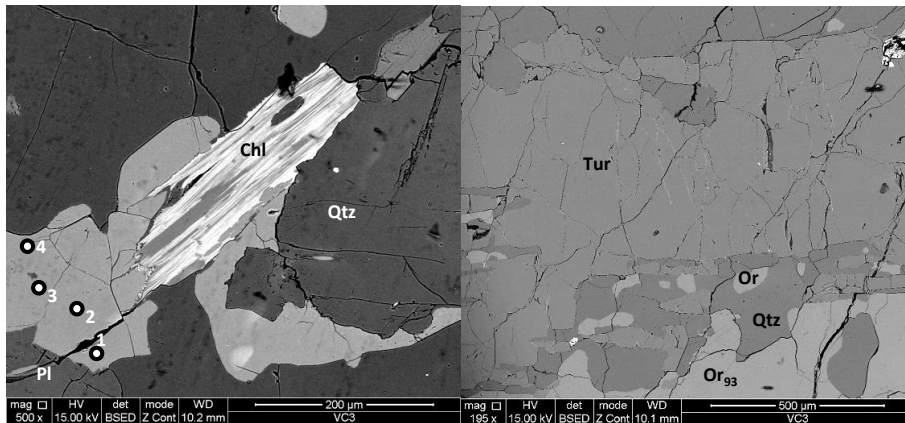 Chl
Qtz
4
3
2
1
Pl
mag □ HV det mode WD
500 x 15.00 kV BSED Z Cont 10.2 mm
200 µm
VC3
Tur
Or
Qtz
Or₉₃
mag □ HV det mode WD
195 x 15.00 kV BSED Z Cont 10.1 mm
500 µm
VC3